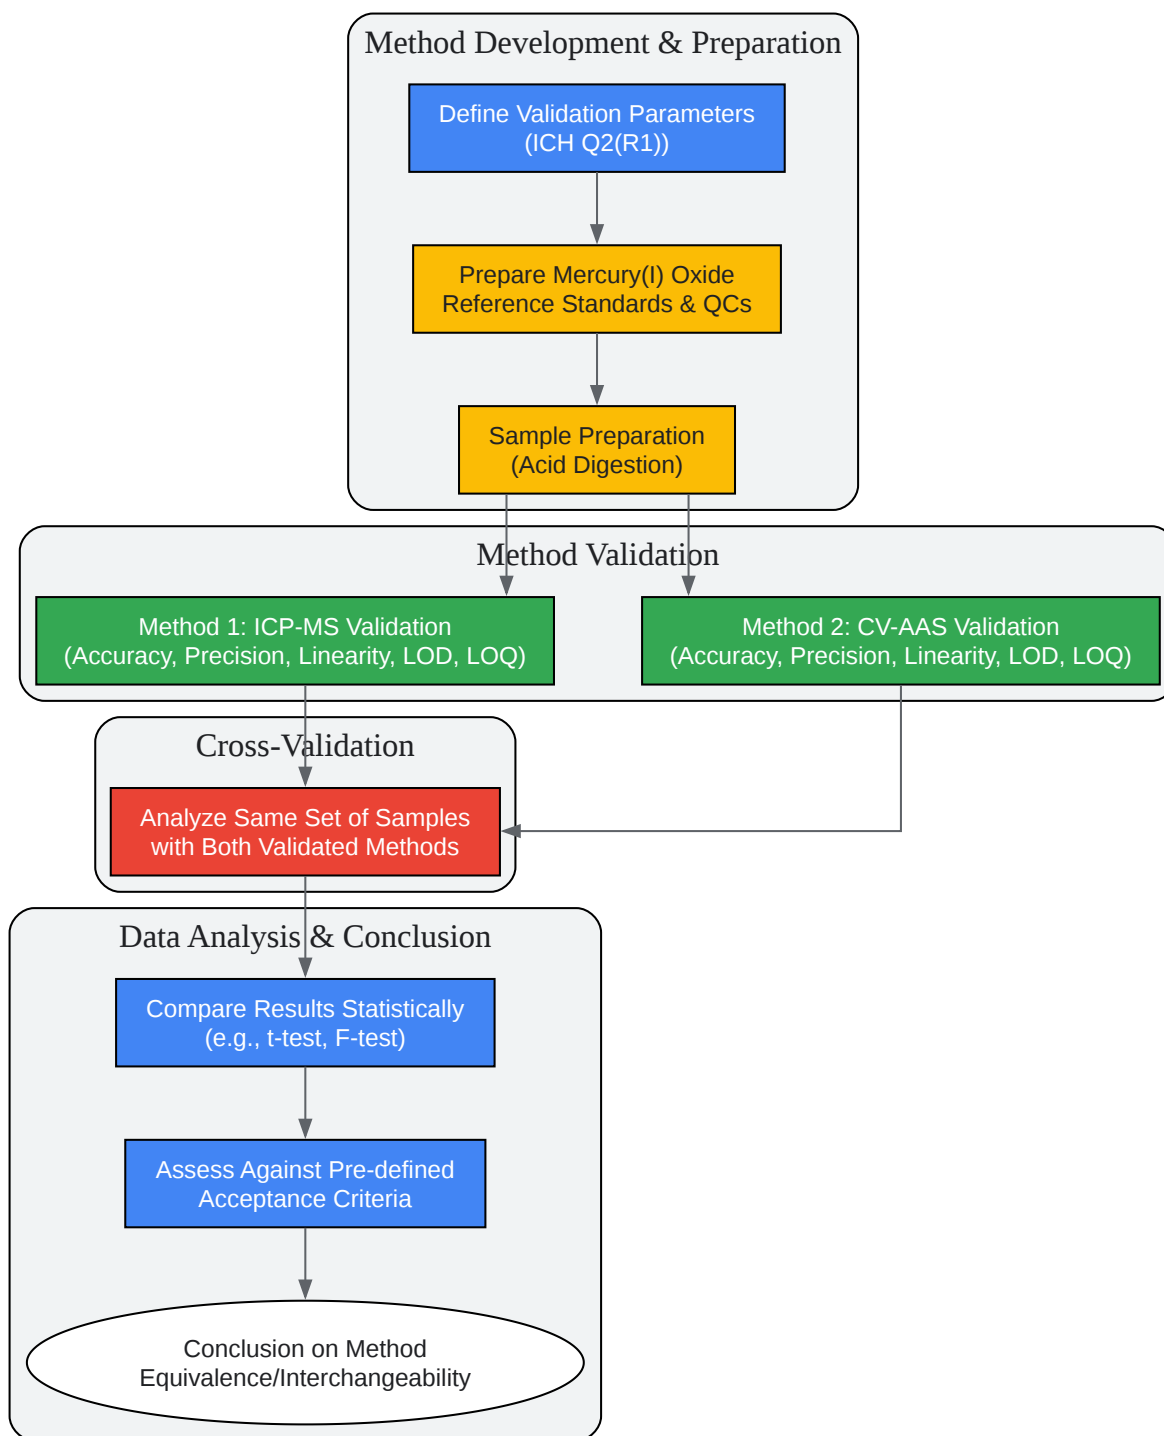 Method Development & Preparation
Define Validation Parameters
(ICH Q2(R1))
Prepare Mercury(I) Oxide
Reference Standards & QCs
Sample Preparation
(Acid Digestion)
Method Validation
Method 1: ICP-MS Validation
(Accuracy, Precision, Linearity, LOD, LOQ)
Method 2: CV-AAS Validation
(Accuracy, Precision, Linearity, LOD, LOQ)
Cross-Validation
Analyze Same Set of Samples
with Both Validated Methods
Data Analysis & Conclusion
Compare Results Statistically
(e.g., t-test, F-test)
Assess Against Pre-defined
Acceptance Criteria
Conclusion on Method
Equivalence/Interchangeability